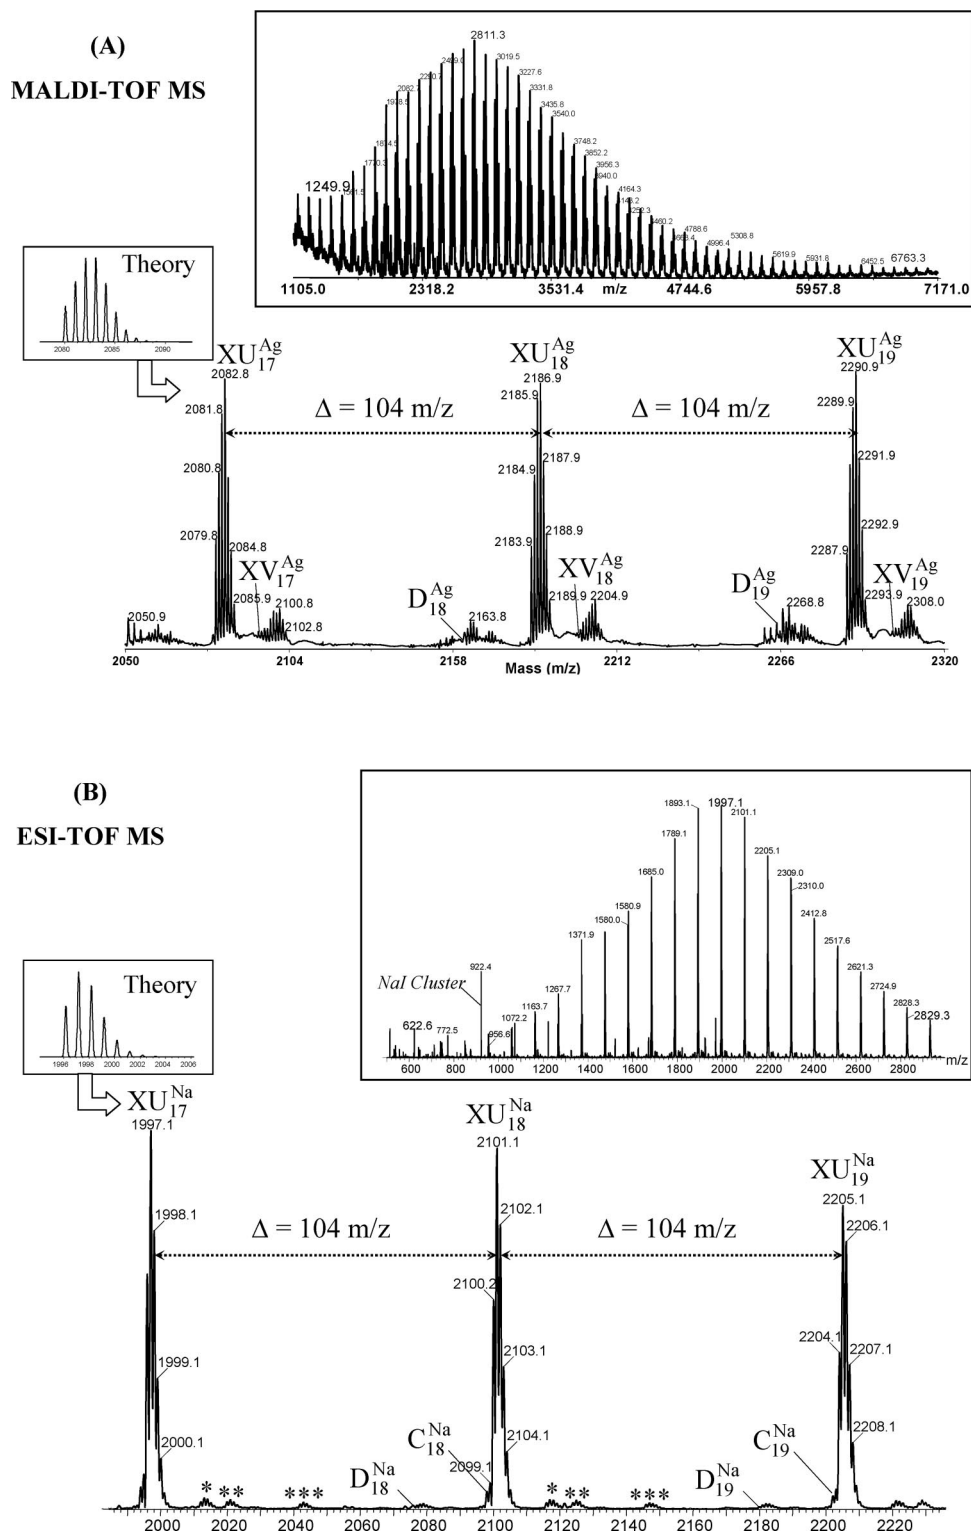 (A)
MALDI-TOF MS
2811.3
3019.5
3227.6
3331.8
3435.8
3540.0
3748.2
3852.2
3956.3
4164.3
4788.6
4996.4
5308.8
5619.9
5931.8
6452.5
6763.3
1249.9
1105.0 2318.2 3531.4 m/z 4744.6 5957.8 7171.0
Theory
2080 2085 2090
XU17Ag
2082.8
2081.8
2080.8
2079.8
2084.8
2085.9
XV17Ag
2100.8
2102.8
2050.9
Δ = 104 m/z
XU18Ag
2186.9
2185.9
2184.9
2183.9
2187.9
2188.9
2189.9
XV18Ag
2204.9
D18Ag
2163.8
Δ = 104 m/z
XU19Ag
2290.9
2289.9
2291.9
2292.9
2287.9
2293.9
XV19Ag
2308.0
D19Ag
2268.8
2050 2104 2158 2212 2266 2320
Mass (m/z)
(B)
ESI-TOF MS
1997.1
1893.1
2101.1
1789.1
2205.1
1685.0
2309.0
2310.0
1580.9
1580.0
2412.8
1371.9
2517.6
922.4
NaI Cluster
2621.3
1267.7
2724.9
1163.7
1072.2
2828.3
2829.3
622.6
772.5
956.6
600 800 1000 1200 1400 1600 1800 2000 2200 2400 2600 2800 m/z
Theory
1996 1998 2000 2002 2004 2006
XU17Na
1997.1
1998.1
1999.1
2000.1
Δ = 104 m/z
XU18Na
2101.1
2102.1
2100.2
2103.1
2104.1
2099.1
C18Na
D18Na
Δ = 104 m/z
XU19Na
2205.1
2206.1
2204.1
2207.1
2208.1
C19Na
D19Na
* ** *** * ** ***
2000 2020 2040 2060 2080 2100 2120 2140 2160 2180 2200 2220